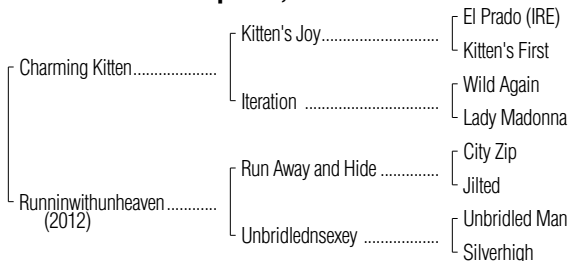 El Prado (IRE)
Kitten's Joy..............................
Kitten's First
Charming Kitten....................
Wild Again
Iteration ..................................
Lady Madonna
City Zip
Run Away and Hide ..............
Jilted
Runninwithunheaven............
(2012)
Unbridled Man
Unbridlednsexey ..................
Silverhigh